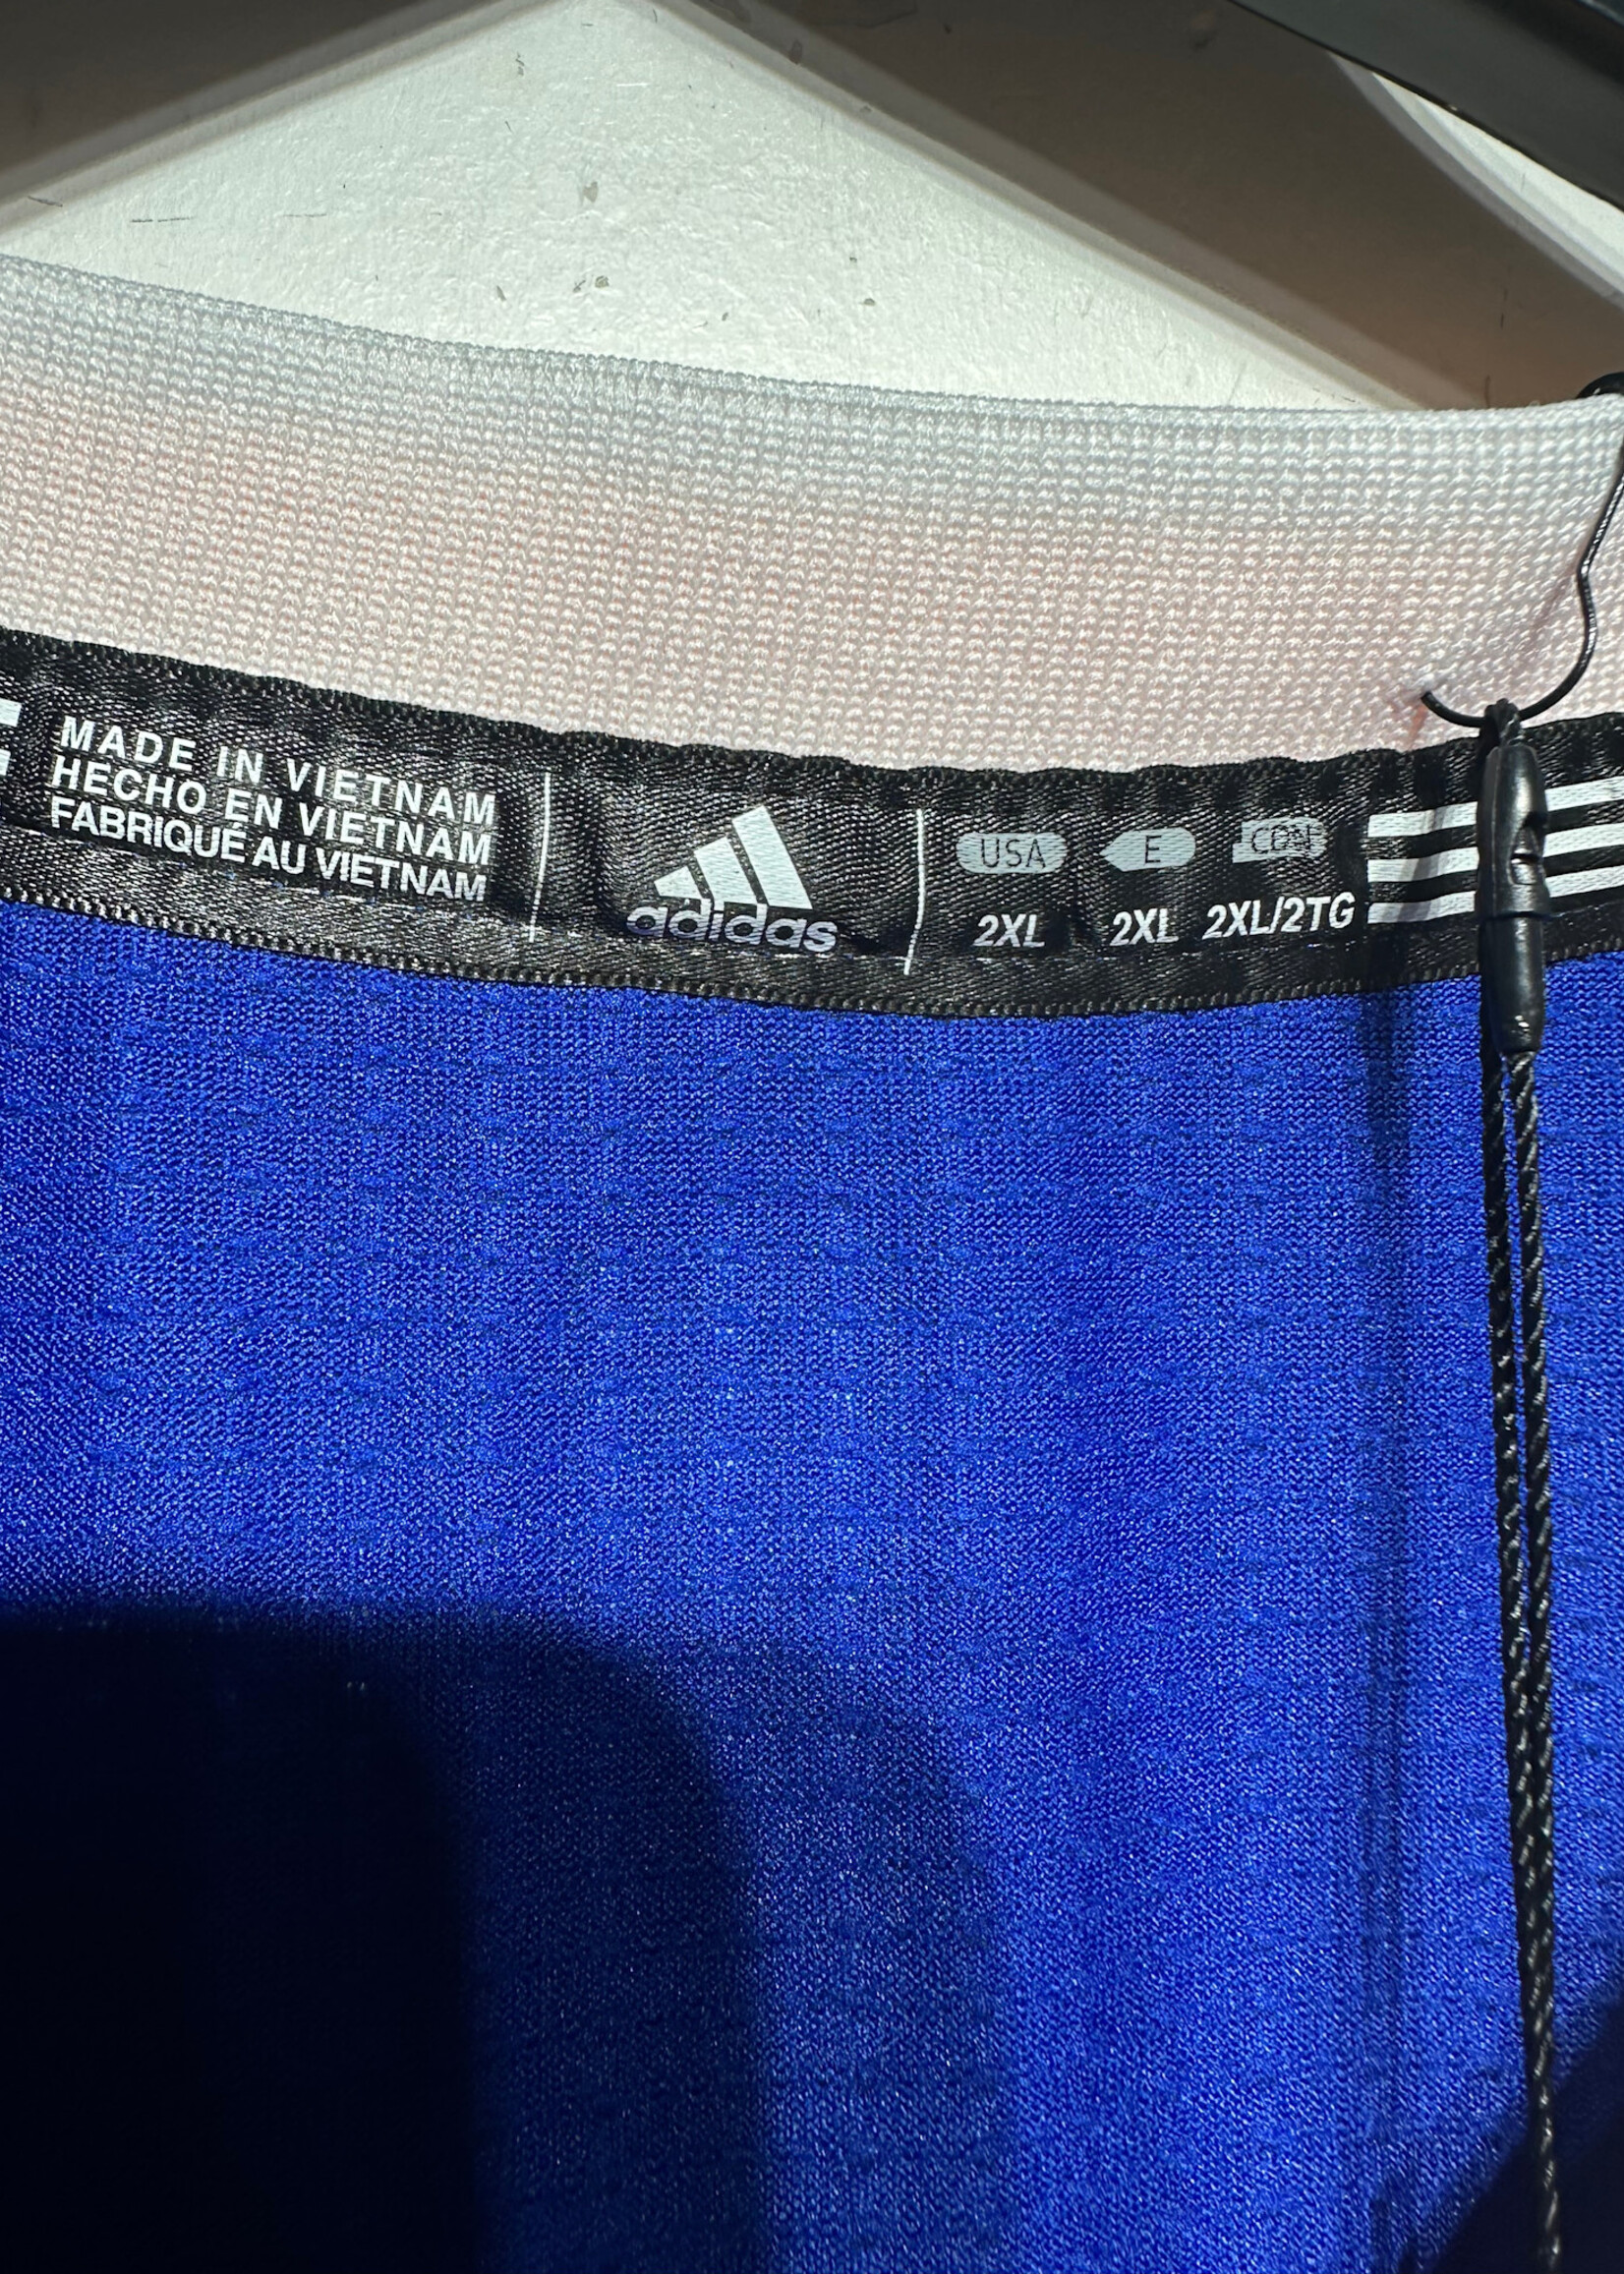 MADE IN VIETNAM
HECHO EN VIETNAM
FABRIQUÉ AU VIETNAM
adidas
USA E CDN
2XL 2XL 2XL/2TG